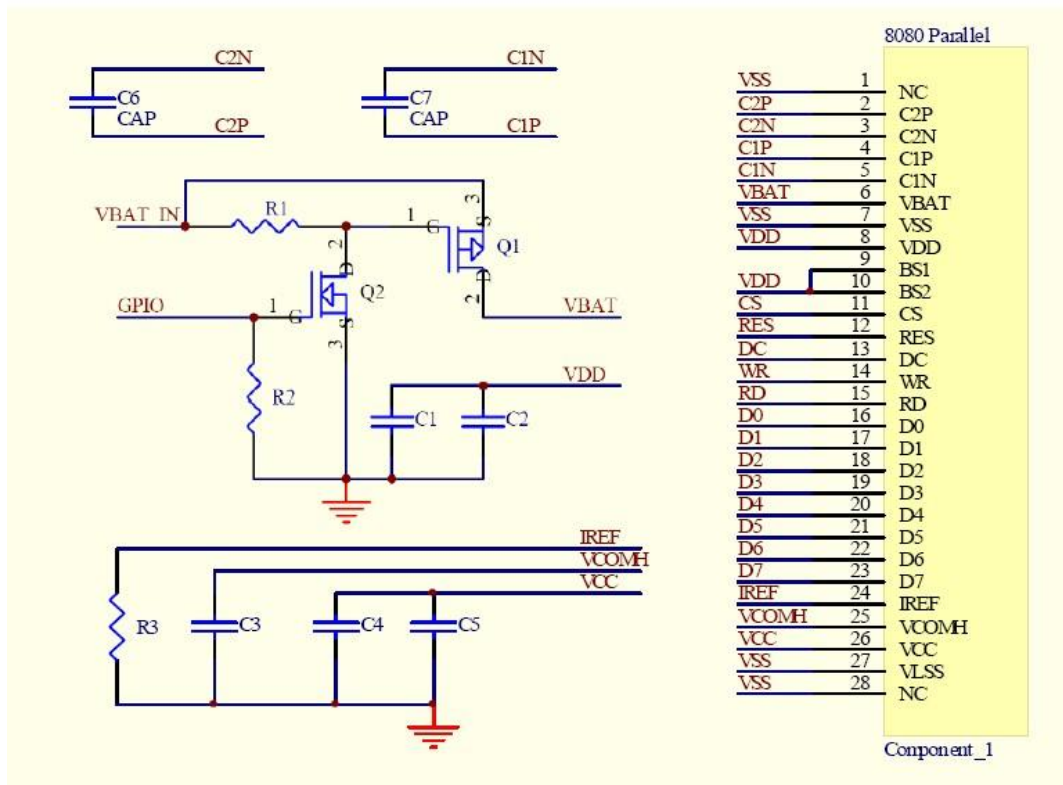 8080 Parallel
C2N
C6
CAP
C2P
C1N
C7
CAP
C1P
VBAT_IN
R1
1
G
3
S
Q1
D
2
VBAT
GPIO
1
G
2
D
Q2
S
3
R2
VDD
C1
C2
IREF
VCOMH
VCC
R3
C3
C4
C5
VSS 1 NC
C2P 2 C2P
C2N 3 C2N
C1P 4 C1P
C1N 5 C1N
VBAT 6 VBAT
VSS 7 VSS
VDD 8 VDD
9 BS1
VDD 10 BS2
CS 11 CS
RES 12 RES
DC 13 DC
WR 14 WR
RD 15 RD
D0 16 D0
D1 17 D1
D2 18 D2
D3 19 D3
D4 20 D4
D5 21 D5
D6 22 D6
D7 23 D7
IREF 24 IREF
VCOMH 25 VCOMH
VCC 26 VCC
VSS 27 VLSS
VSS 28 NC
Component_1